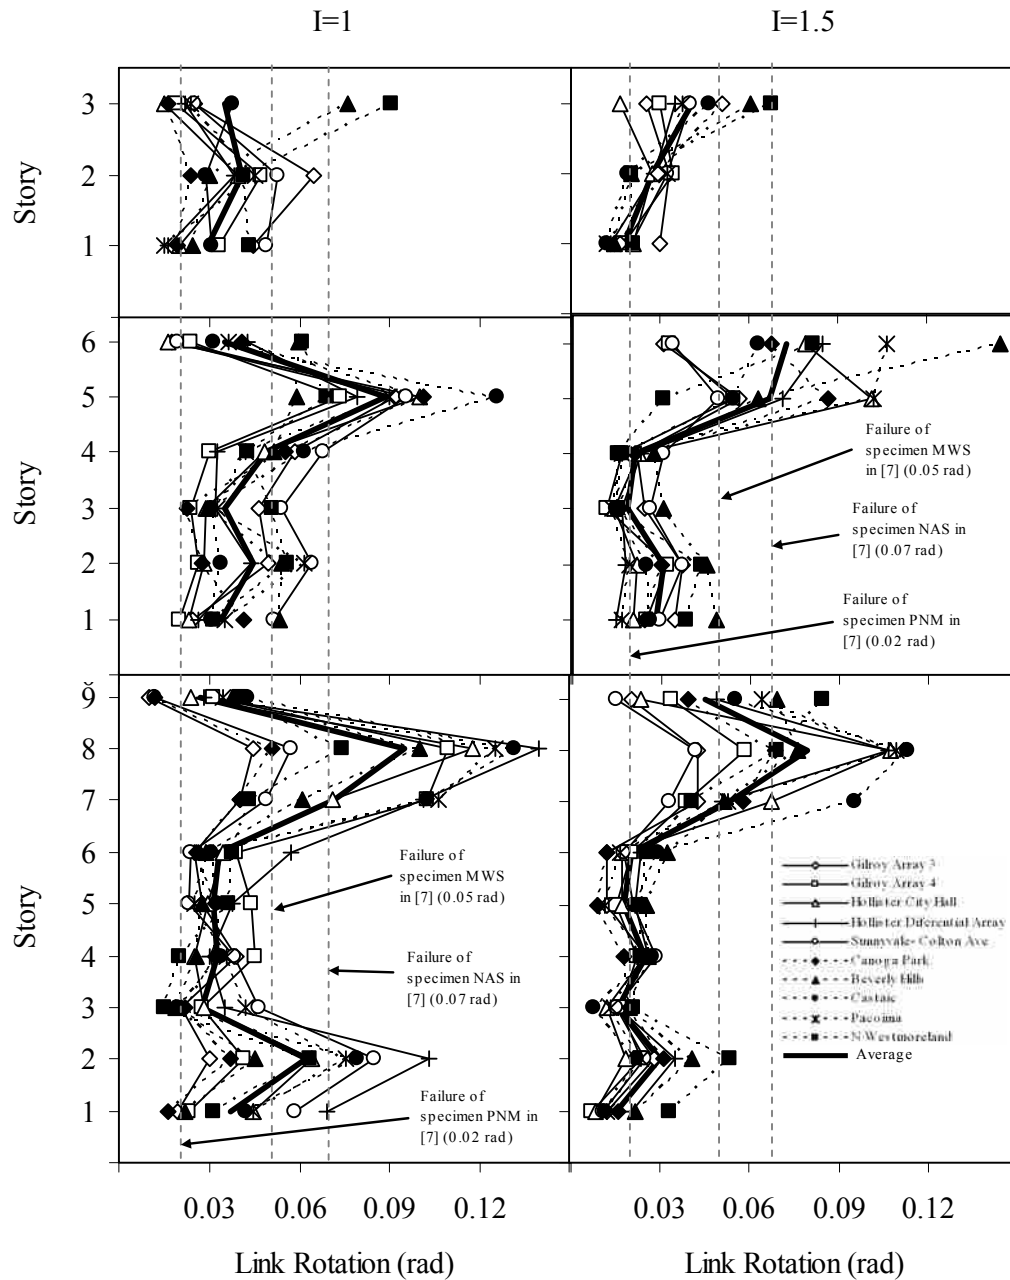 I=1
I=1.5
Story
3
2
1
Story
6
5
4
3
2
1
Failure of
specimen MWS
in [7] (0.05 rad)
Failure of
specimen NAS in
[7] (0.07 rad)
Failure of
specimen PNM in
[7] (0.02 rad)
Story
9
8
7
6
5
4
3
2
1
Failure of
specimen MWS
in [7] (0.05 rad)
Failure of
specimen NAS in
[7] (0.07 rad)
Failure of
specimen PNM in
[7] (0.02 rad)
Gilroy Array 3
Gilroy Array 4
Hollister City Hall
Hollister Diferential Array
Sunnyvale- Colton Ave
Canoga Park
Beverly Hills
Castaic
Pacoima
N Westmoreland
Average
0.03 0.06 0.09 0.12
0.03 0.06 0.09 0.12
Link Rotation (rad)
Link Rotation (rad)